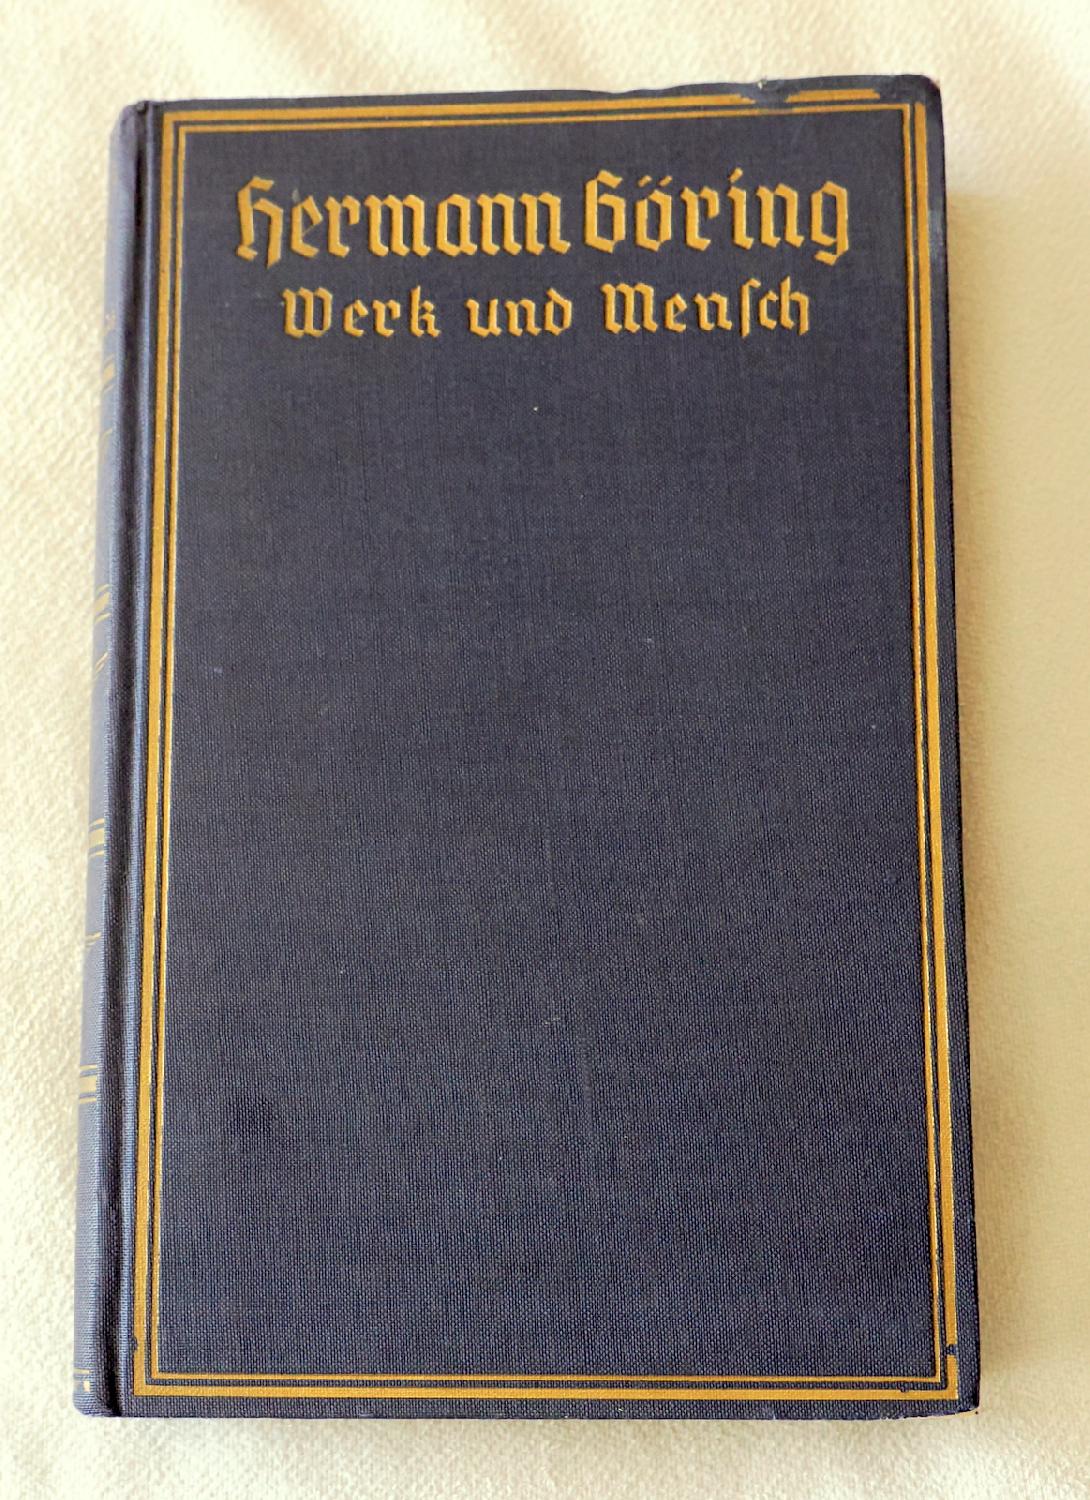 Hermann Göring
Werk und Menſch